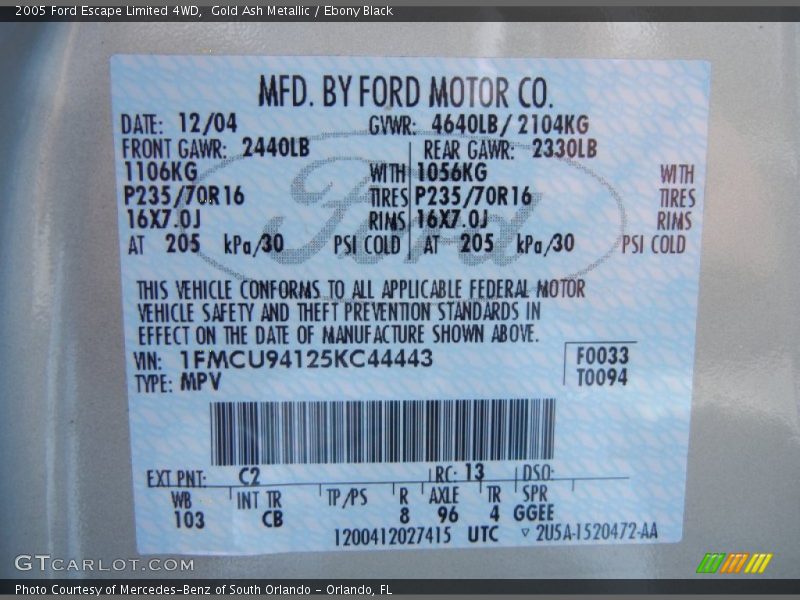 2005 Ford Escape Limited 4WD,  Gold Ash Metallic / Ebony Black
MFD. BY FORD MOTOR CO.
DATE: 12/04 GVWR: 4640LB/ 2104KG
FRONT GAWR: 2440LB REAR GAWR: 2330LB
1106KG WITH 1056KG WITH
P235/70R16 TIRES P235/70R16 TIRES
16X7.0J RIMS 16X7.0J RIMS
AT 205 kPa/30 PSI COLD AT 205 kPa/30 PSI COLD
Ford
THIS VEHICLE CONFORMS TO ALL APPLICABLE FEDERAL MOTOR
VEHICLE SAFETY AND THEFT PREVENTION STANDARDS IN
EFFECT ON THE DATE OF MANUFACTURE SHOWN ABOVE.
VIN: 1FMCU94125KC44443 F0033
TYPE: MPV T0094
EXT PNT: C2 RC: 13 DSO:
WB INT TR TP/PS R AXLE TR SPR
103 CB 8 96 4 GGEE
1200412027415 UTC ▽ 2U5A-1520472-AA
GTCARLOT.COM
Photo Courtesy of Mercedes-Benz of South Orlando - Orlando, FL